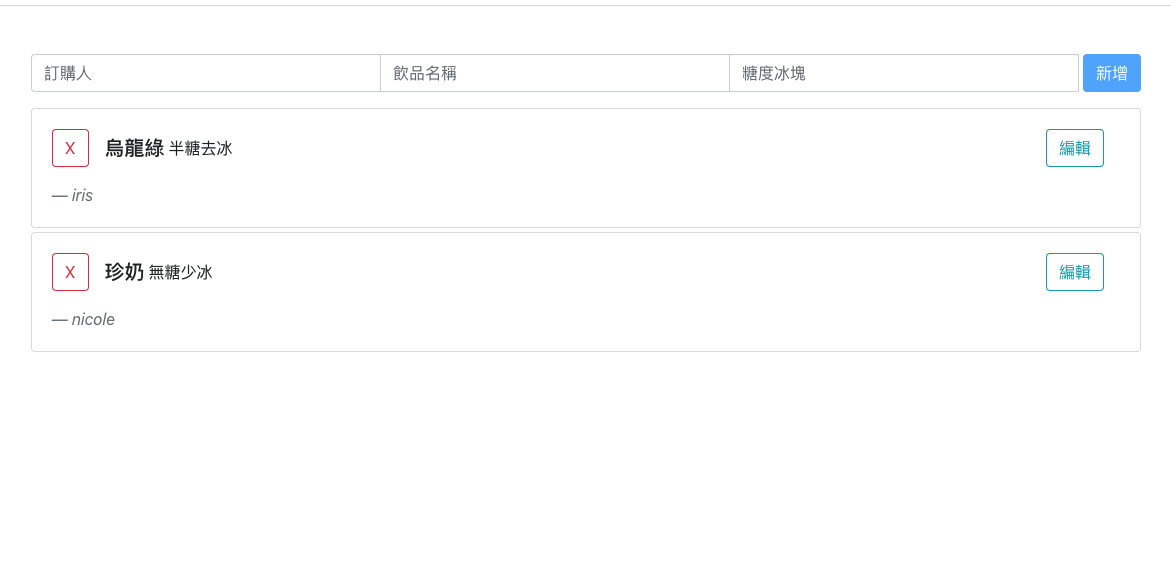 訂購人 飲品名稱 糖度冰塊 新增
X 烏龍綠 半糖去冰 編輯
— iris
X 珍奶 無糖少冰 編輯
— nicole